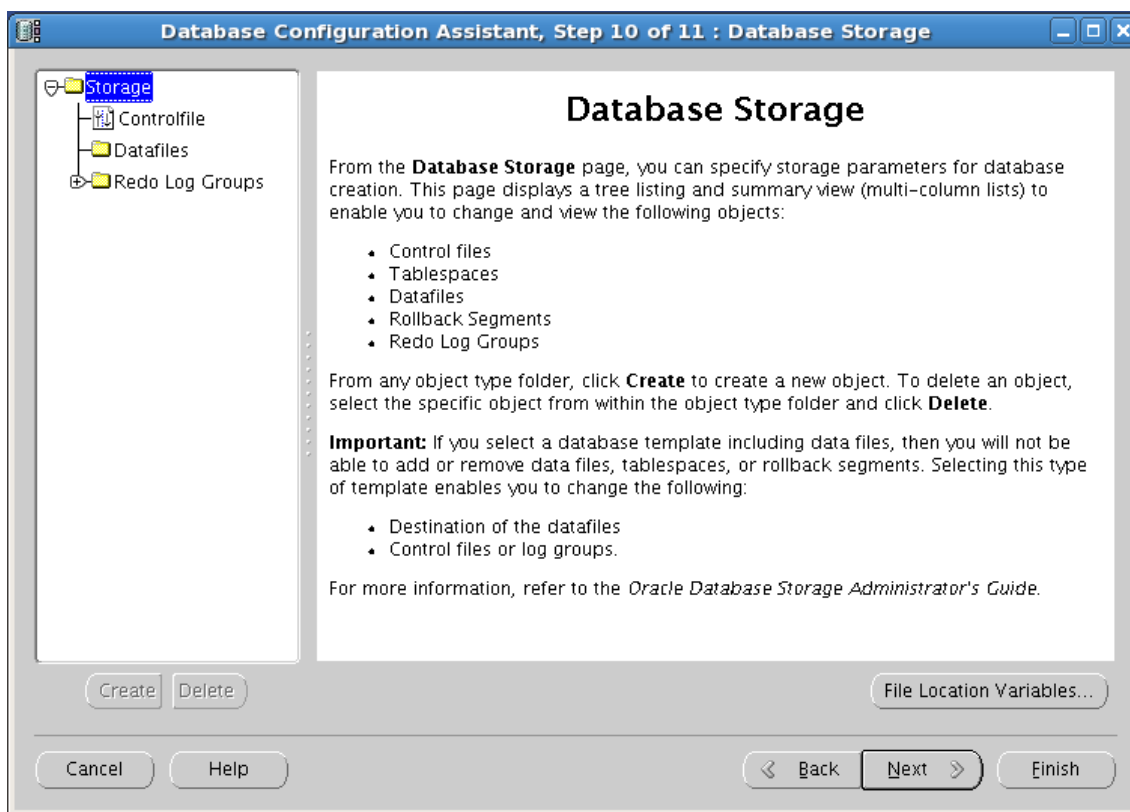 Database Configuration Assistant, Step 10 of 11 : Database Storage
Storage
Controlfile
Datafiles
Redo Log Groups
Database Storage
From the Database Storage page, you can specify storage parameters for database
creation. This page displays a tree listing and summary view (multi-column lists) to
enable you to change and view the following objects:
• Control files
• Tablespaces
• Datafiles
• Rollback Segments
• Redo Log Groups
From any object type folder, click Create to create a new object. To delete an object,
select the specific object from within the object type folder and click Delete.
Important: If you select a database template including data files, then you will not be
able to add or remove data files, tablespaces, or rollback segments. Selecting this type
of template enables you to change the following:
• Destination of the datafiles
• Control files or log groups.
For more information, refer to the Oracle Database Storage Administrator's Guide.
Create Delete
File Location Variables...
Cancel Help Back Next Finish